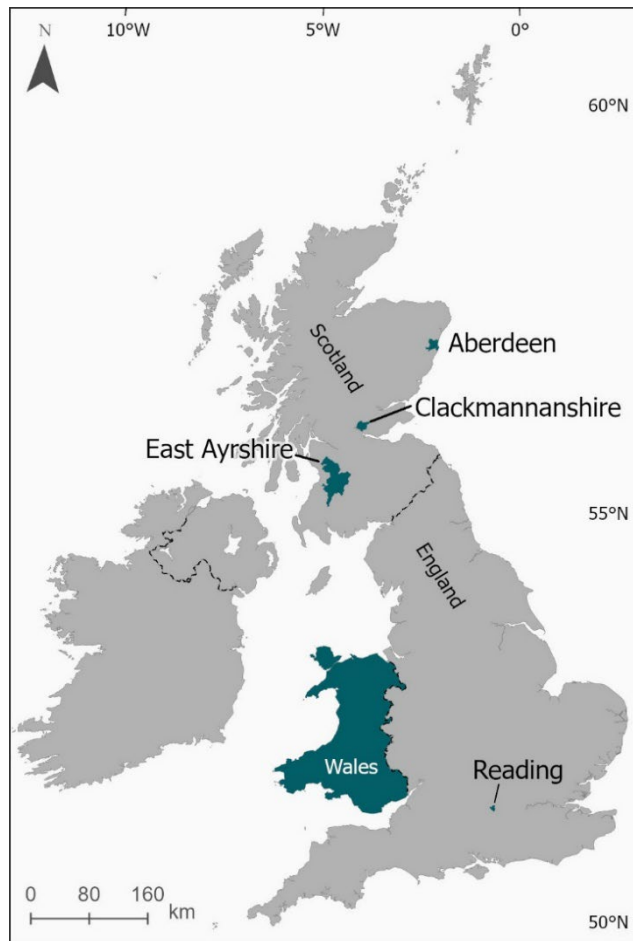 N
10°W
5°W
0°
60°N
Scotland
Aberdeen
Clackmannanshire
East Ayrshire
55°N
England
Wales
Reading
0 80 160
km
50°N